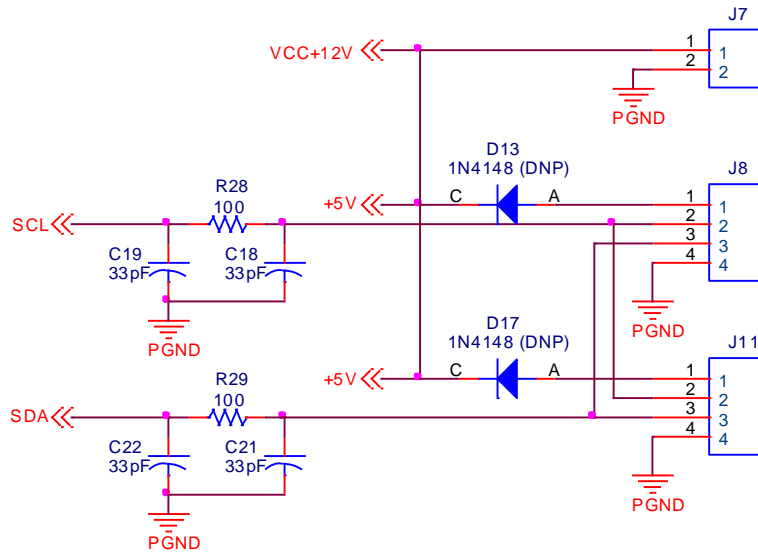 J7
VCC+12V
1
1
2
2
PGND
D13
1N4148 (DNP)
J8
R28
100
+5V
C
A
1
1
SCL
2
2
3
3
C19
33pF
C18
33pF
4
4
PGND
PGND
D17
1N4148 (DNP)
J11
R29
100
+5V
C
A
1
1
2
2
SDA
3
3
C22
33pF
C21
33pF
4
4
PGND
PGND